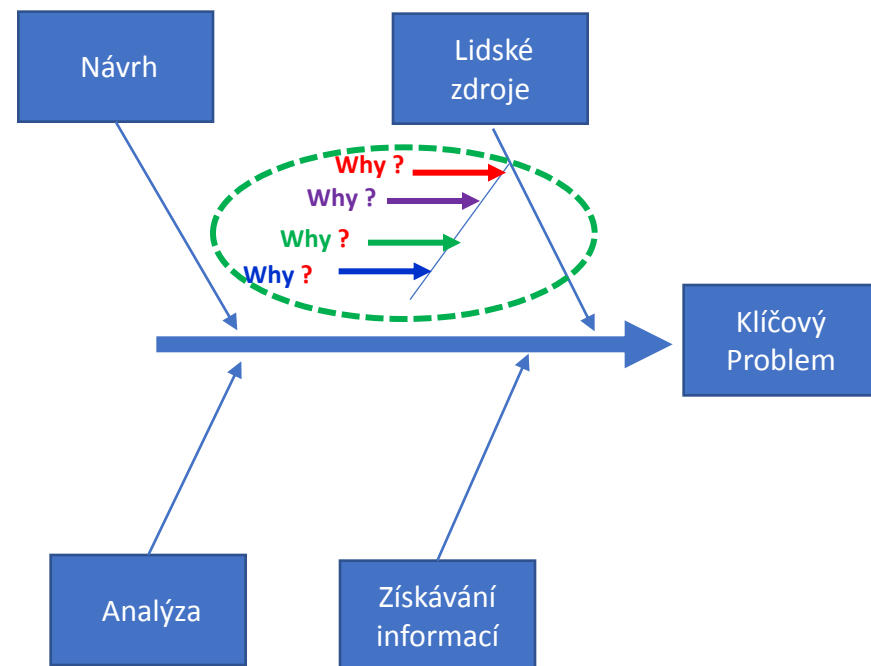 Návrh
Lidské
zdroje
Why ?
Why ?
Why ?
Why ?
Klíčový
Problem
Analýza
Získávání
informací